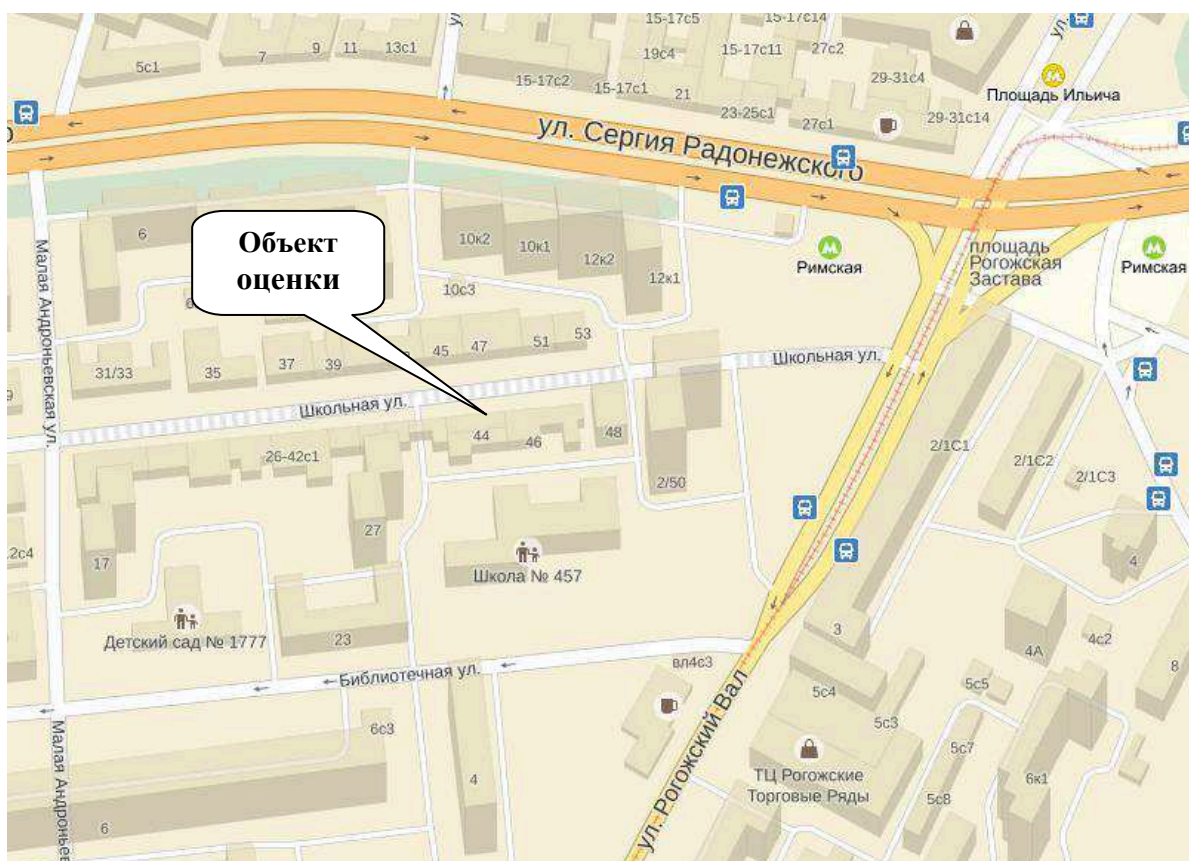 15-17с5
15-17с14
7
9
11
13с1
19с4
15-17с11
27с2
5с1
15-17с2
15-17с1
21
23-25с1
27с1
29-31с4
29-31с14
Площадь Ильича
ул. Сергия Радонежского
Объект
оценки
6
10к2
10к1
12к2
12к1
10с3
Римская
площадь
Рогожская
Застава
Римская
Малая Андроньевская ул.
31/33
35
37
39
45
47
51
53
Школьная ул.
Школьная ул.
26-42с1
44
46
48
2/50
2/1С1
2/1С2
2/1С3
17
27
Школа № 457
4
Детский сад № 1777
23
3
4А
4с2
8
Библиотечная ул.
вл4с3
5с4
5с5
5с3
6с3
5с7
4
ТЦ Рогожские
Торговые Ряды
6к1
5с8
6
ул. Рогожский Вал